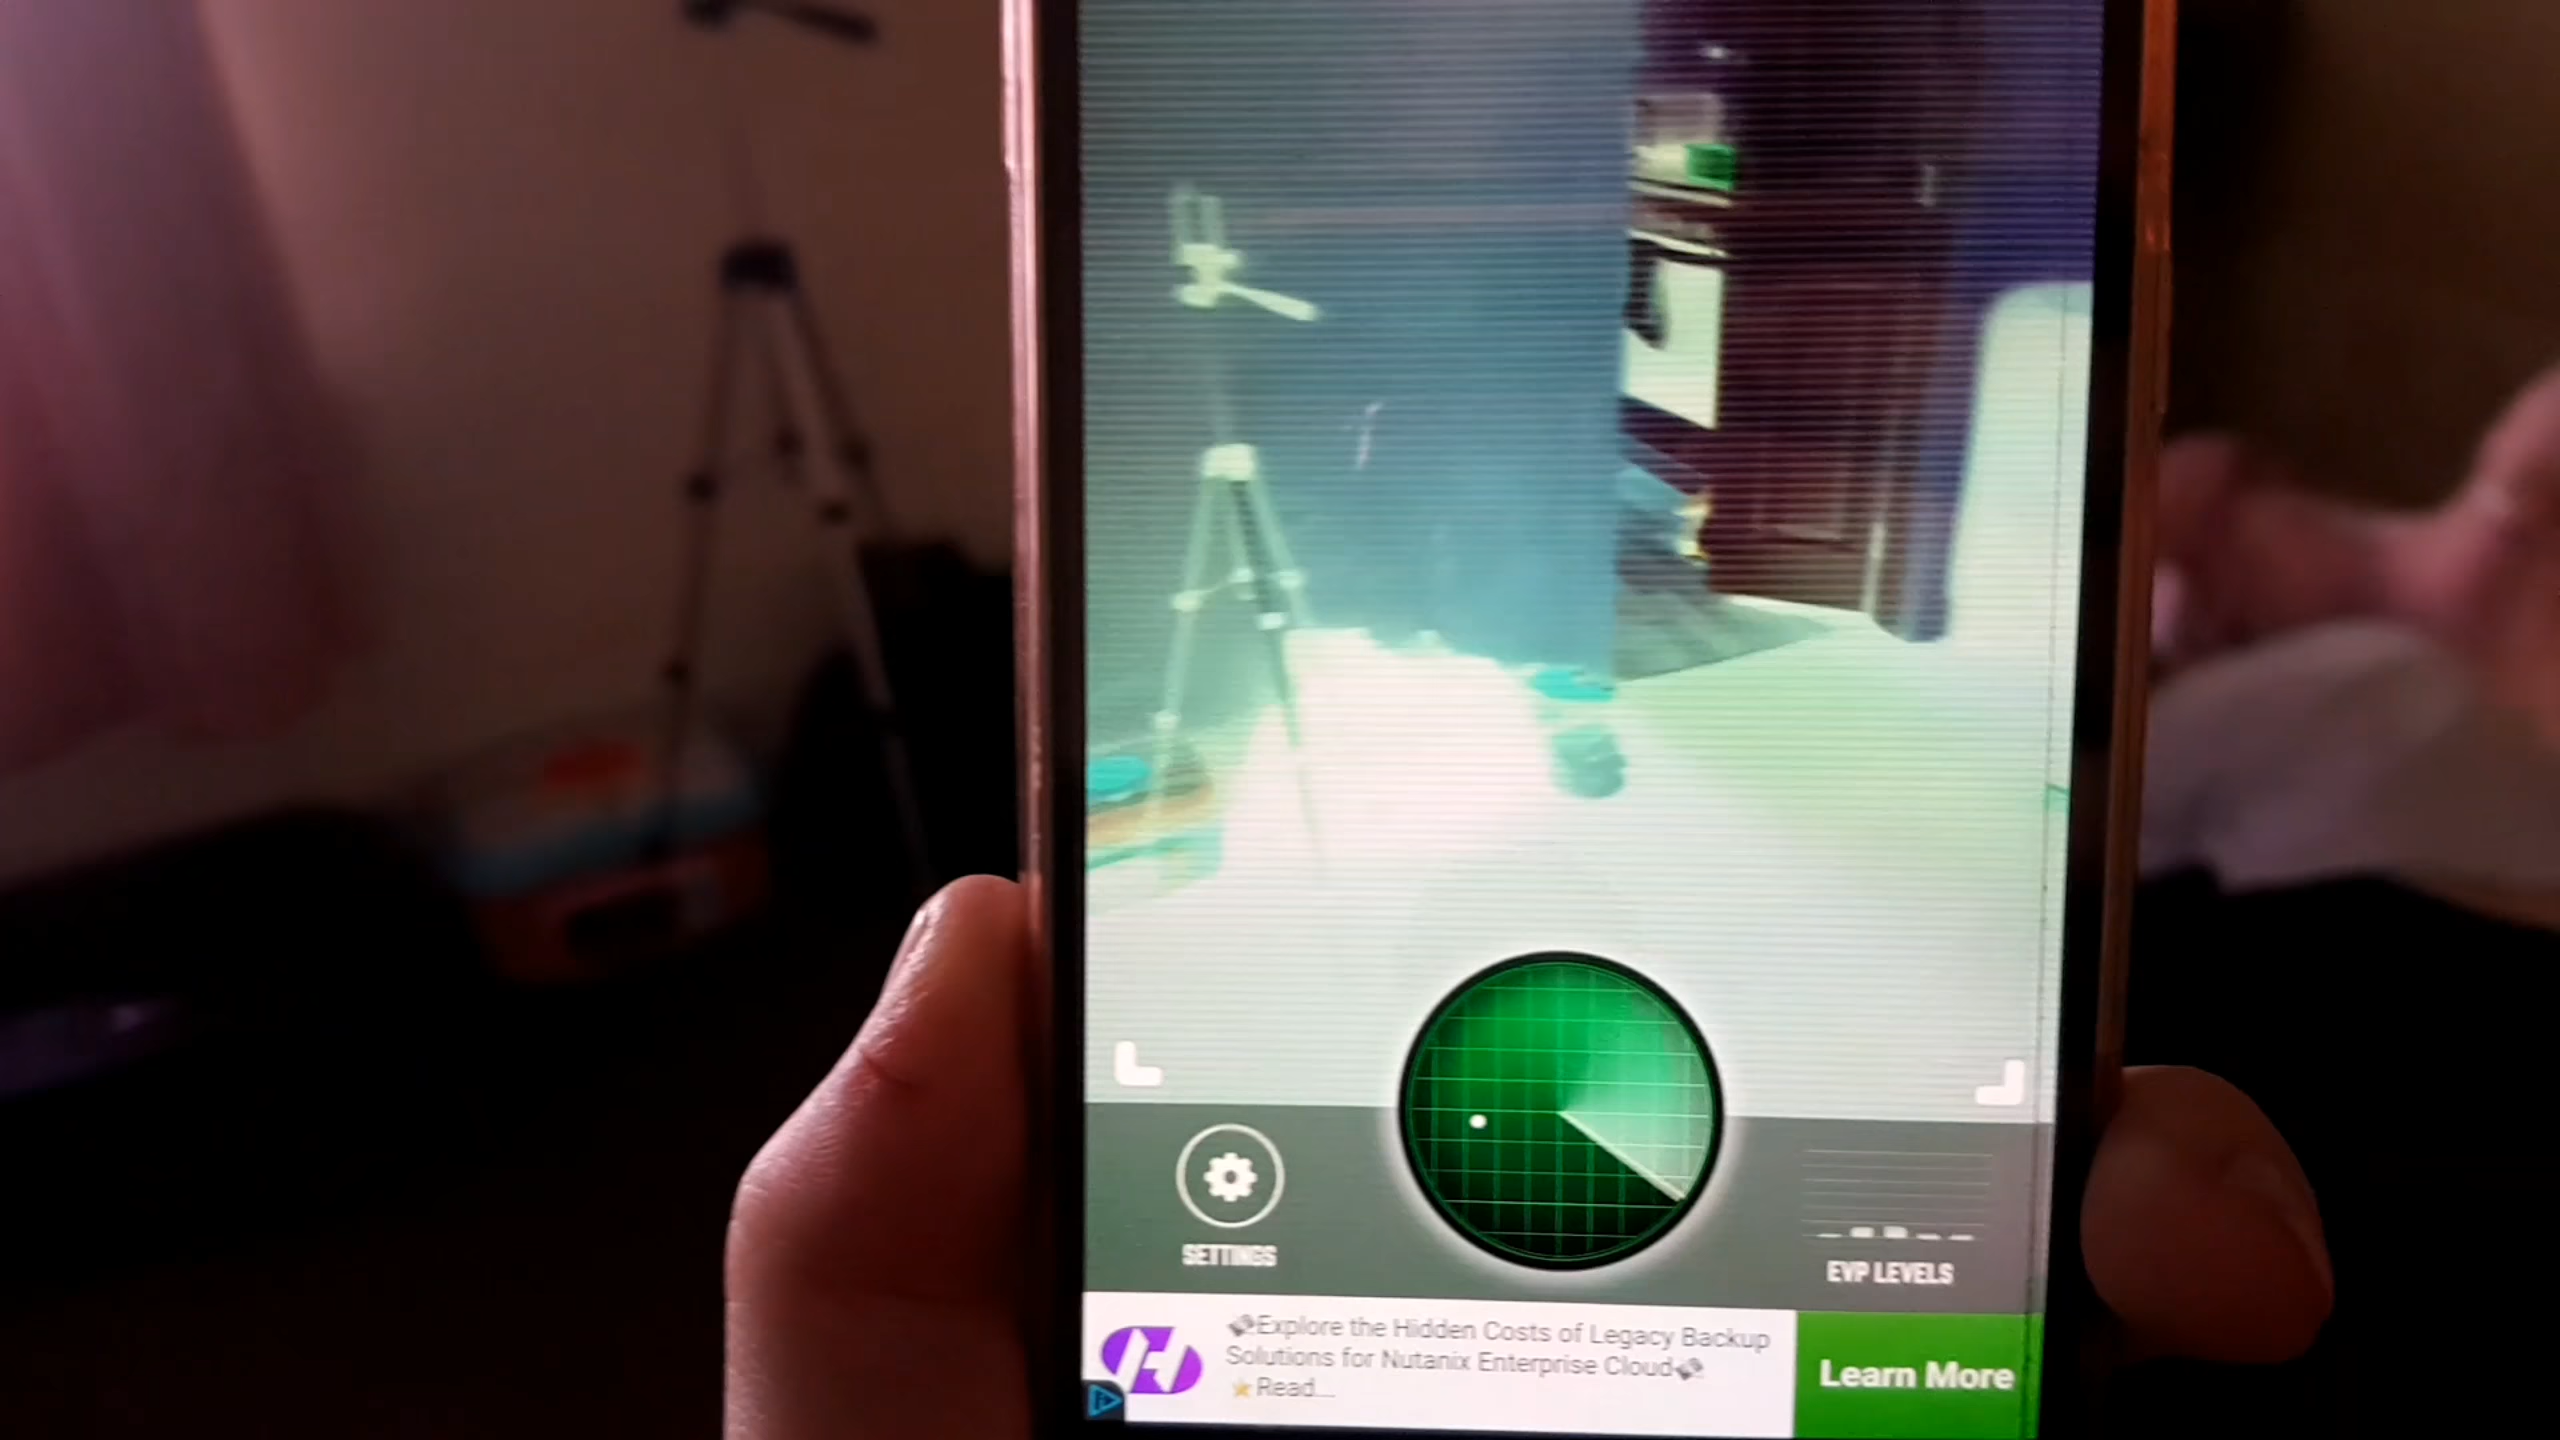 SETTINGS
EVP LEVELS
Explore the Hidden Costs of Legacy Backup
Solutions for Nutanix Enterprise Cloud
Read...
Learn More